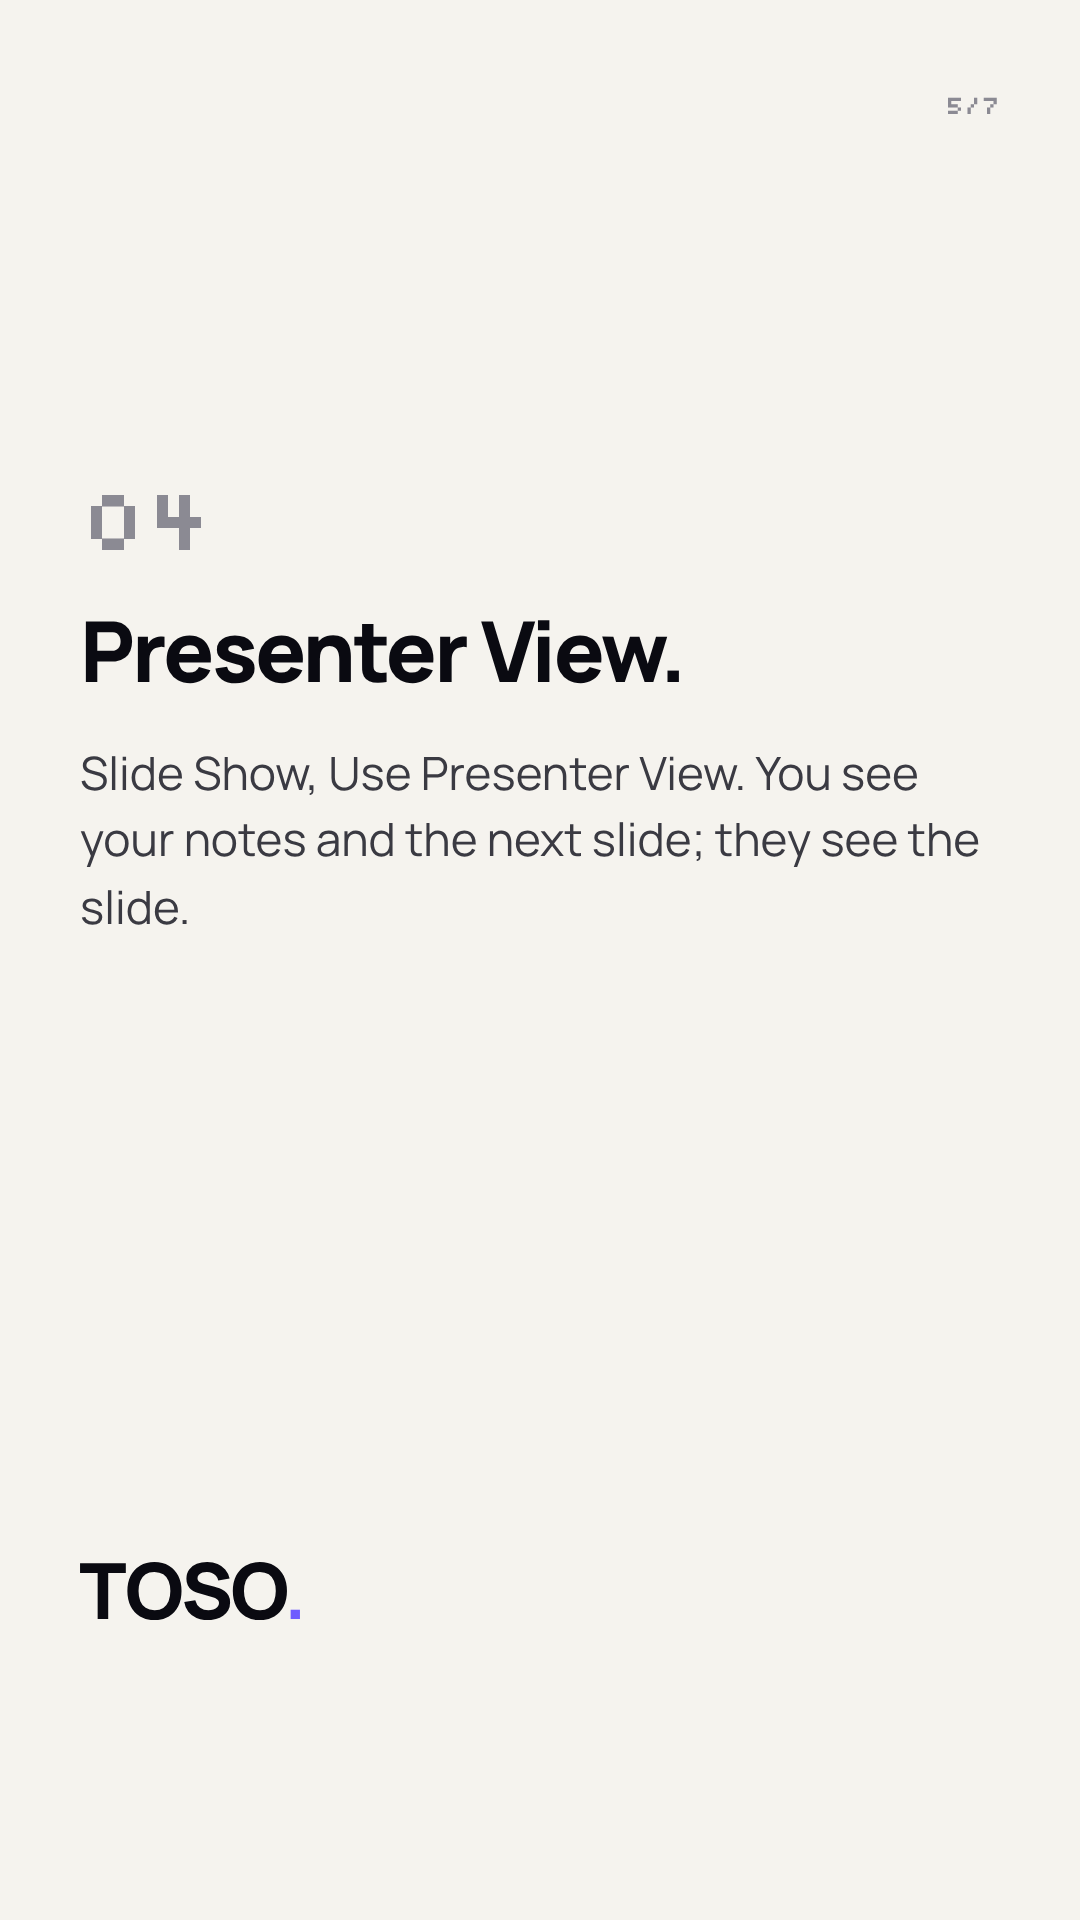 5/7
04
Presenter View.
Slide Show, Use Presenter View. You see
your notes and the next slide; they see the
slide.
TOSO.